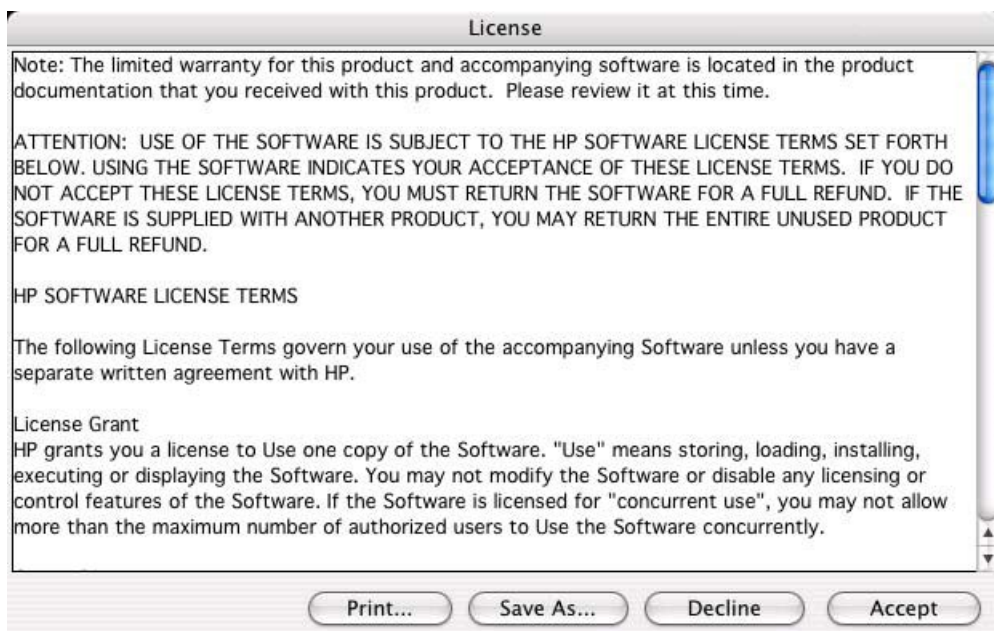 License
Note: The limited warranty for this product and accompanying software is located in the product
documentation that you received with this product.  Please review it at this time.
ATTENTION:  USE OF THE SOFTWARE IS SUBJECT TO THE HP SOFTWARE LICENSE TERMS SET FORTH
BELOW. USING THE SOFTWARE INDICATES YOUR ACCEPTANCE OF THESE LICENSE TERMS.  IF YOU DO
NOT ACCEPT THESE LICENSE TERMS, YOU MUST RETURN THE SOFTWARE FOR A FULL REFUND.  IF THE
SOFTWARE IS SUPPLIED WITH ANOTHER PRODUCT, YOU MAY RETURN THE ENTIRE UNUSED PRODUCT
FOR A FULL REFUND.
HP SOFTWARE LICENSE TERMS
The following License Terms govern your use of the accompanying Software unless you have a
separate written agreement with HP.
License Grant
HP grants you a license to Use one copy of the Software. "Use" means storing, loading, installing,
executing or displaying the Software. You may not modify the Software or disable any licensing or
control features of the Software. If the Software is licensed for "concurrent use", you may not allow
more than the maximum number of authorized users to Use the Software concurrently.
Print... Save As... Decline Accept